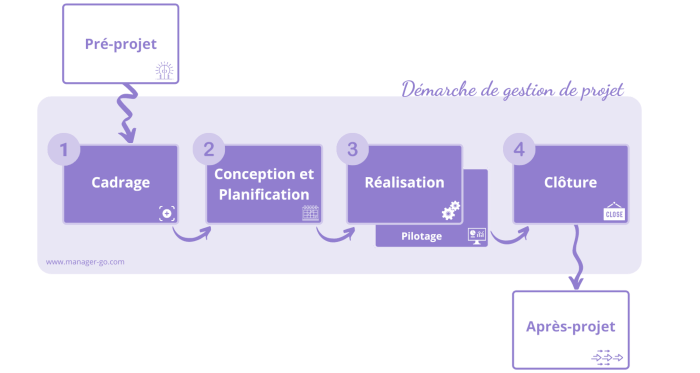 Pré-projet
Démarche de gestion de projet
1
Cadrage
2
Conception et
Planification
3
Réalisation
Pilotage
4
Clôture
CLOSE
www.manager-go.com
Après-projet